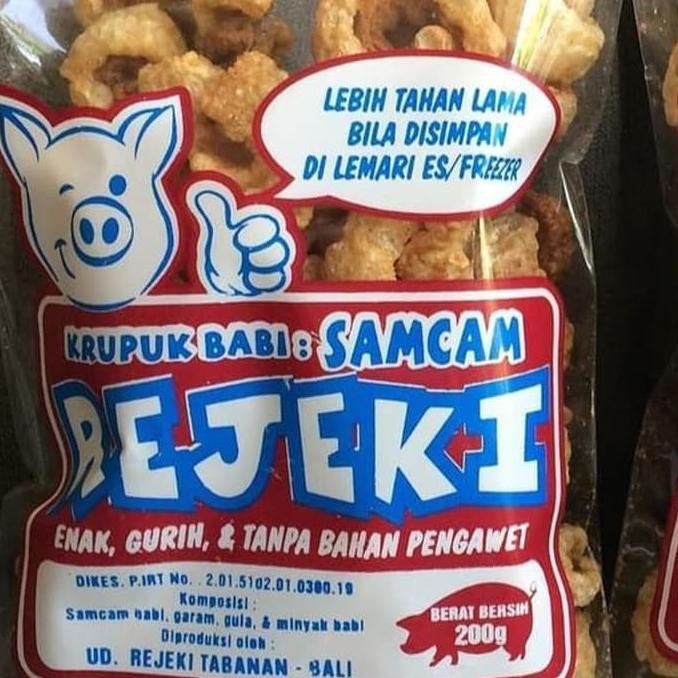 LEBIH TAHAN LAMA
BILA DISIMPAN
DI LEMARI ES/FREEZER
KRUPUK BABI : SAMCAM
REJEKI
ENAK, GURIH, & TANPA BAHAN PENGAWET
DIKES. P.IRT No. . 2.01.5102.01.0300.19
Komposisi :
Samcam babi, garam, gula, & minyak babi
Diproduksi oleh :
UD. REJEKI TABANAN - BALI
BERAT BERSIH
200g